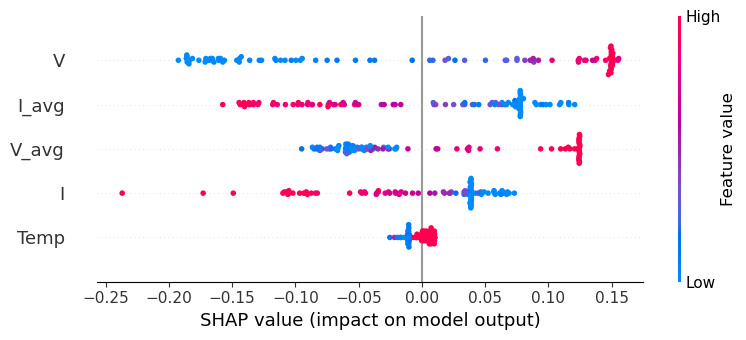 High
V
I_avg
V_avg
I
Temp
Feature value
Low
−0.25 −0.20 −0.15 −0.10 −0.05 0.00 0.05 0.10 0.15
SHAP value (impact on model output)